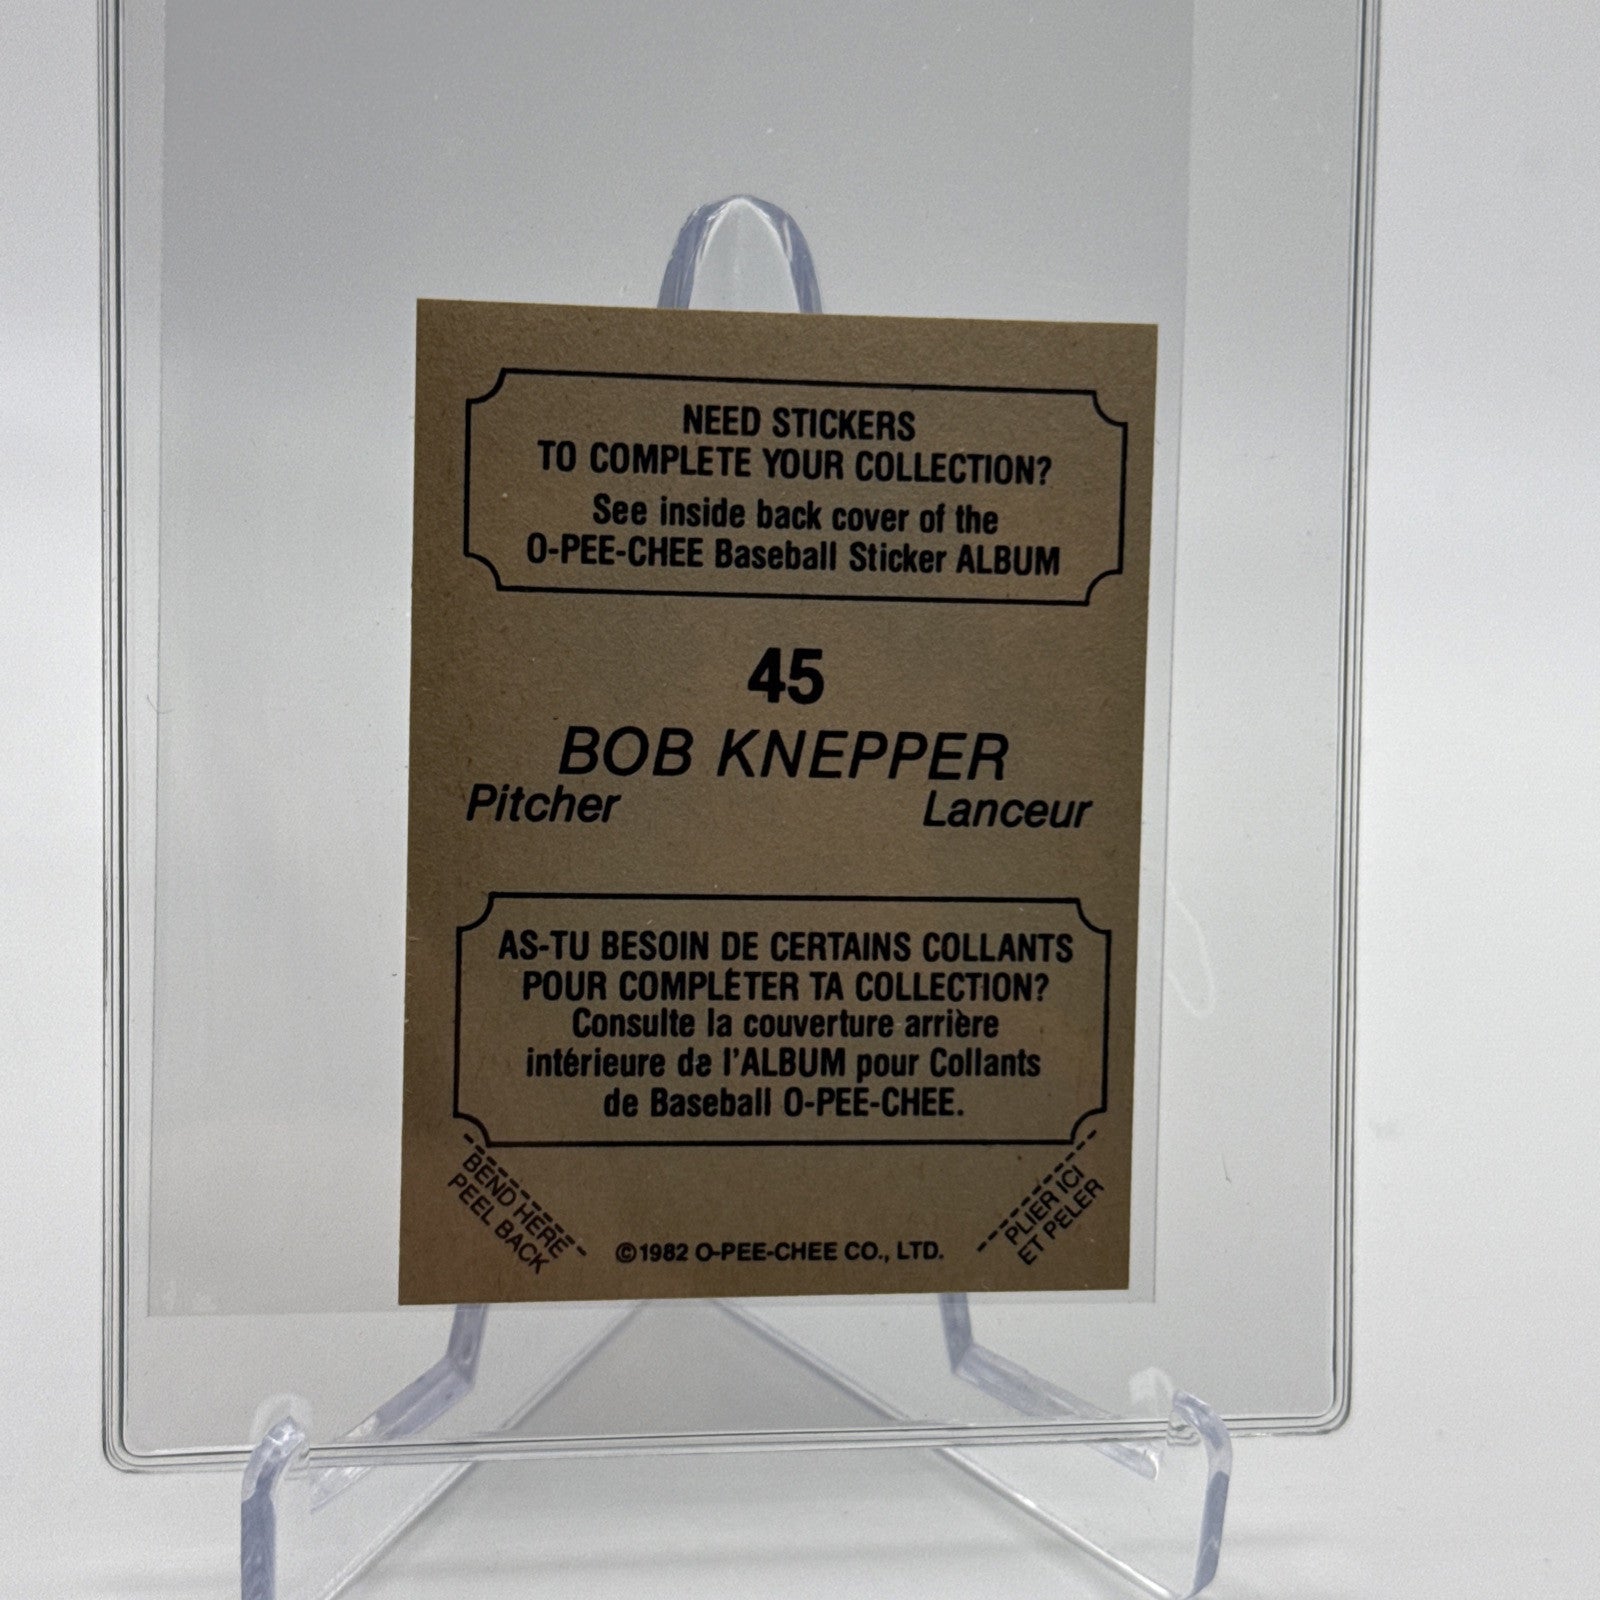 NEED STICKERS
TO COMPLETE YOUR COLLECTION?
See inside back cover of the
O-PEE-CHEE Baseball Sticker ALBUM
45
BOB KNEPPER
Pitcher Lanceur
AS-TU BESOIN DE CERTAINS COLLANTS
POUR COMPLÉTER TA COLLECTION?
Consulte la couverture arrière
intérieure de l'ALBUM pour Collants
de Baseball O-PEE-CHEE.
BEND HERE
PEEL BACK
©1982 O-PEE-CHEE CO., LTD.
PLIER ICI
ET PELER